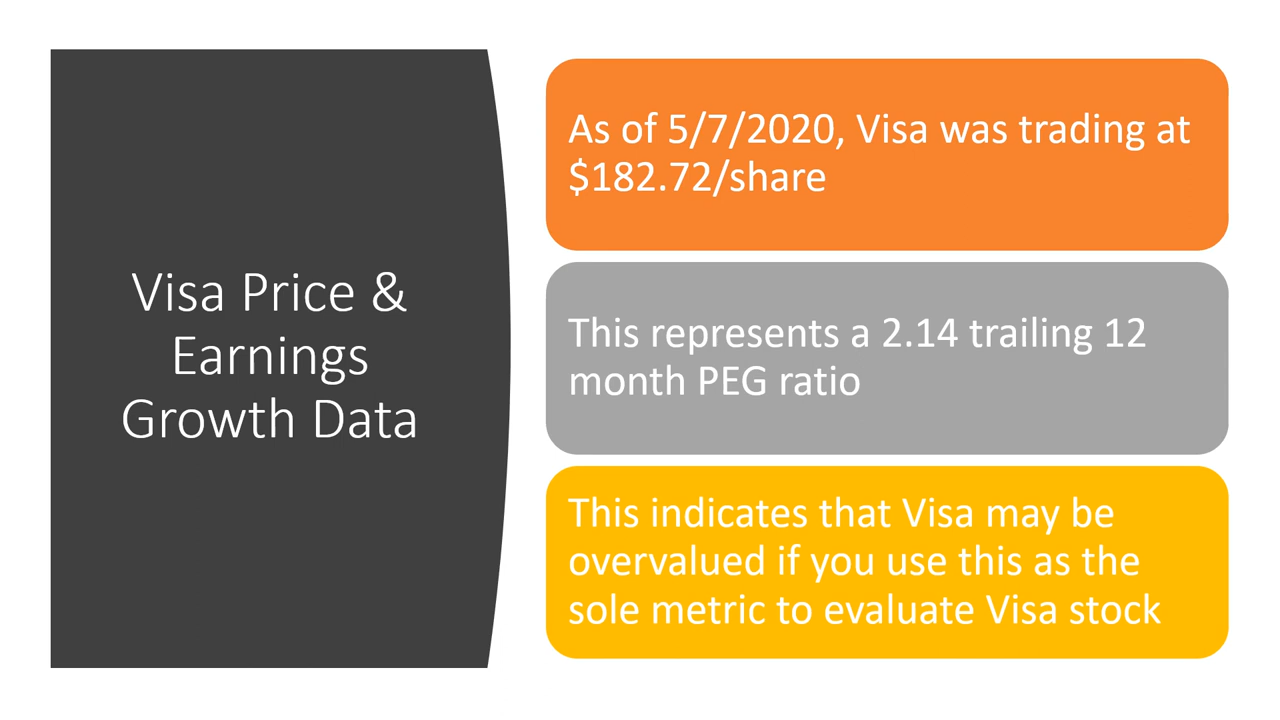 Visa Price &
Earnings
Growth Data
As of 5/7/2020, Visa was trading at
$182.72/share
This represents a 2.14 trailing 12
month PEG ratio
This indicates that Visa may be
overvalued if you use this as the
sole metric to evaluate Visa stock